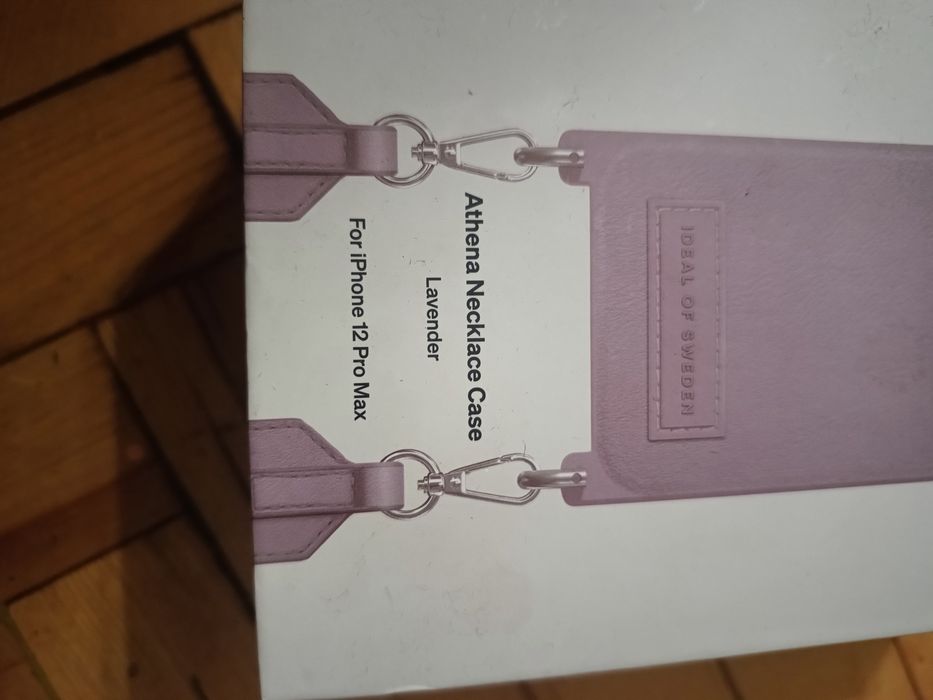 Athena Necklace Case
Lavender
For iPhone 12 Pro Max
IDEAL OF SWEDEN